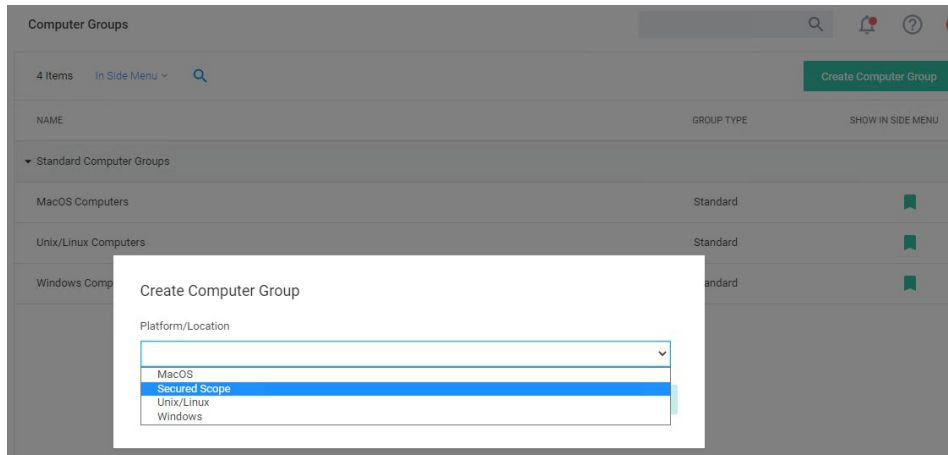 Computer Groups
4 Items In Side Menu
Create Computer Group
NAME GROUP TYPE SHOW IN SIDE MENU
Standard Computer Groups
MacOS Computers Standard
Unix/Linux Computers Standard
Windows Comp andard
Create Computer Group
Platform/Location
MacOS
Secured Scope
Unix/Linux
Windows